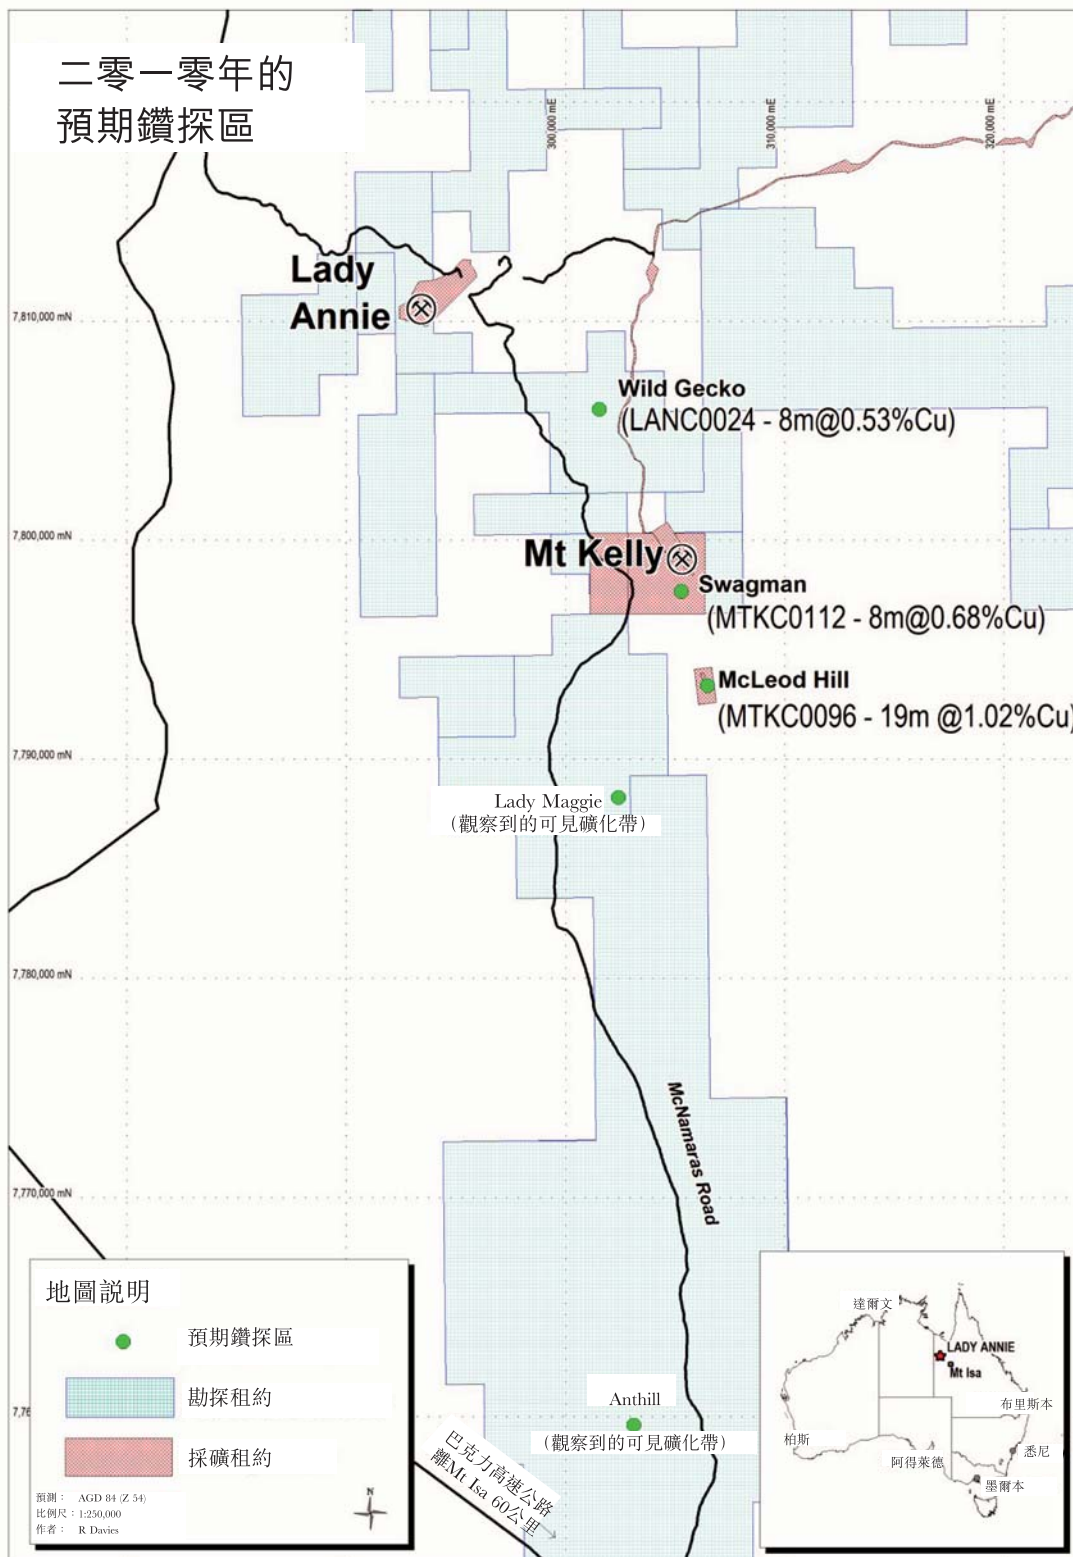 二零一零年的
預期鑽探區
300,000 mE
310,000 mE
320,000 mE
Lady
Annie
7,810,000 mN
Wild Gecko
(LANC0024 - 8m@0.53%Cu)
7,800,000 mN
Mt Kelly
Swagman
(MTKC0112 - 8m@0.68%Cu)
McLeod Hill
(MTKC0096 - 19m @1.02%Cu)
7,790,000 mN
Lady Maggie
（觀察到的可見礦化帶）
7,780,000 mN
McNamaras Road
7,770,000 mN
地圖説明
預期鑽探區
勘探租約
採礦租約
預測： AGD 84 (Z 54)
比例尺：1:250,000
作者： R Davies
N
7,76
Anthill
（觀察到的可見礦化帶）
巴克力高速公路
離Mt Isa 60公里
達爾文
LADY ANNIE
Mt Isa
布里斯本
柏斯
阿得萊德
悉尼
墨爾本